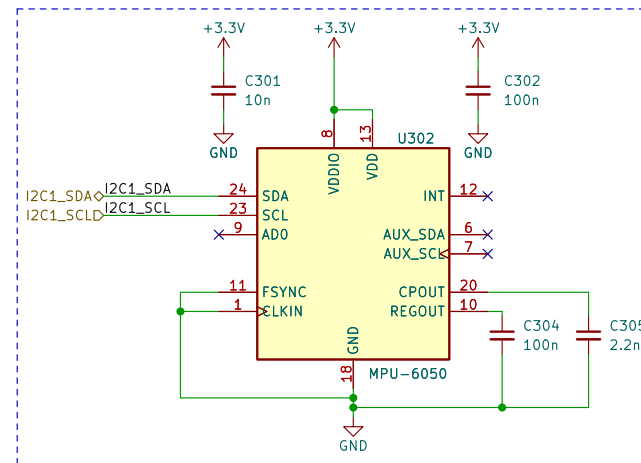 +3.3V
+3.3V
+3.3V
C301
10n
C302
100n
GND
GND
8
13
U302
VDDIO
VDD
I2C1_SDA
I2C1_SDA
24
SDA
INT
12
I2C1_SCL
I2C1_SCL
23
SCL
9
AD0
AUX_SDA
6
AUX_SCL
7
11
FSYNC
CPOUT
20
1
CLKIN
REGOUT
10
C304
100n
C305
2.2n
GND
18
MPU-6050
GND